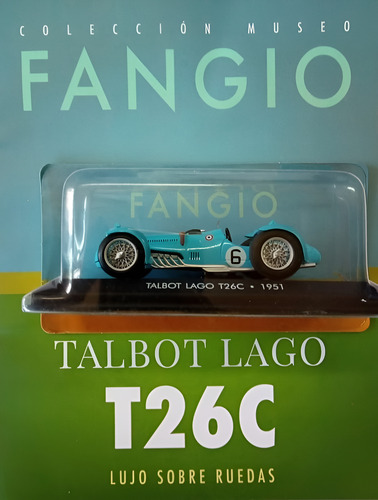 COLECCIÓN MUSEO
FANGIO
FANGIO
6
TALBOT LAGO T26C • 1951
TALBOT LAGO
T26C
LUJO SOBRE RUEDAS